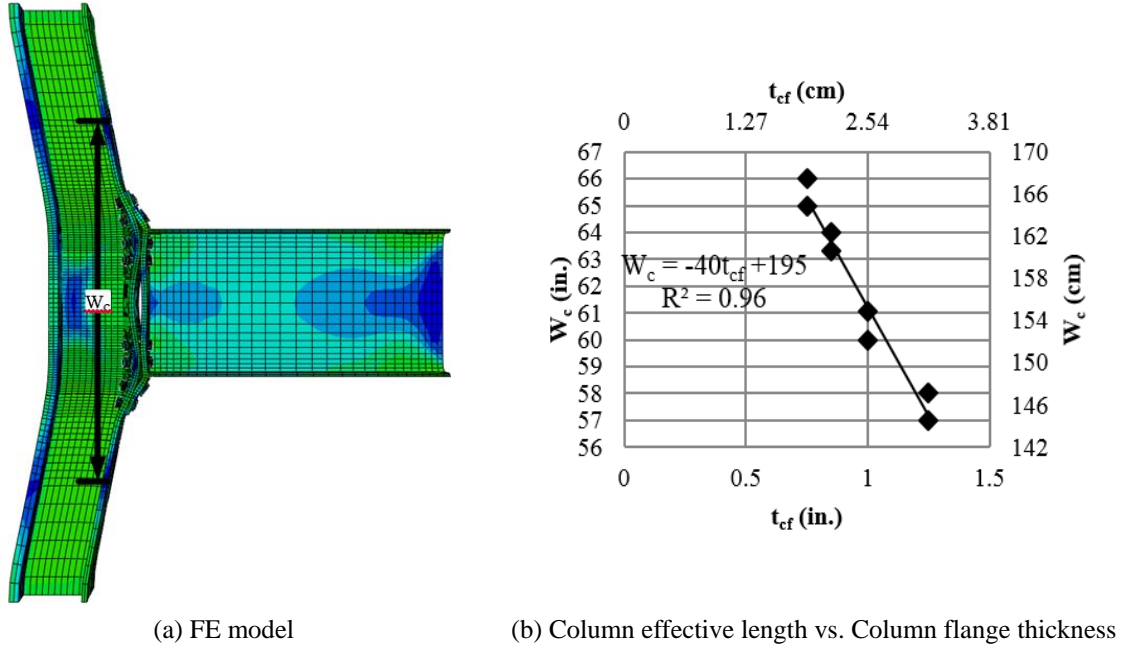 W_c
t_cf (cm)
0 1.27 2.54 3.81
67 170
66 166
65
64 162
63
62 158
61 154
60
59 150
58 146
57
56 142
W_c (in.)
W_c (cm)
W_c = -40t_cf +195
R² = 0.96
0 0.5 1 1.5
t_cf (in.)
(a) FE model
(b) Column effective length vs. Column flange thickness